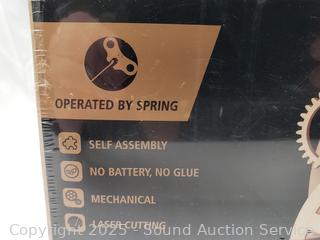 OPERATED BY SPRING
SELF ASSEMBLY
NO BATTERY, NO GLUE
MECHANICAL
LASER CUTTING
Copyright 2025 - Sound Auction Service